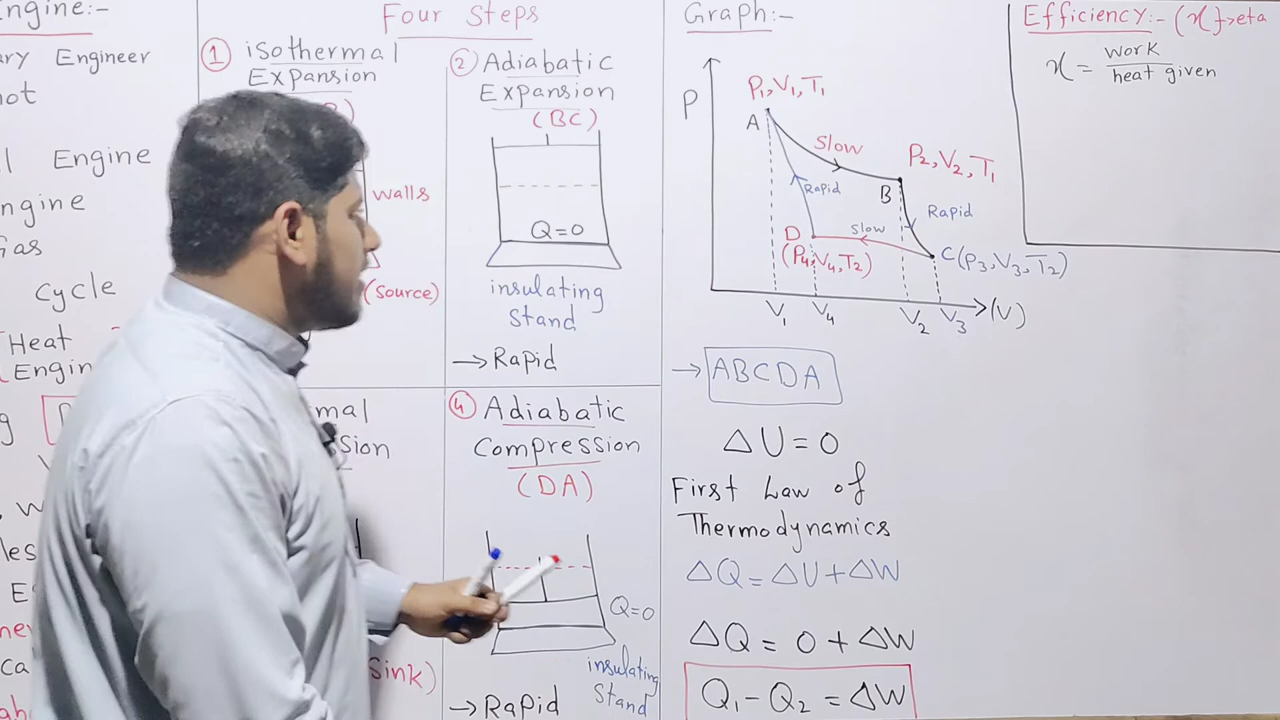 Engine:-
ary Engineer
not
l Engine
ngine
Gas
cycle
Heat
Engin
Four Steps
① isothermal
Expansion
B)
walls
(source)
② Adiabatic
Expansion
(BC)
Q=0
insulating
Stand
→ Rapid
mal
sion
Sink)
④ Adiabatic
Compression
(DA)
Q=0
insulating
Stand
→ Rapid
Graph:-
P
P₁, V₁, T₁
A
Slow
P₂, V₂, T₁
B
Rapid
Rapid
slow
D
(P₄, V₄, T₂)
C(P₃, V₃, T₂)
V₁ V₄ V₂ V₃ (V)
→ ABCDA
ΔU = 0
First Law of
Thermodynamics
ΔQ = ΔU + ΔW
ΔQ = 0 + ΔW
Q₁ - Q₂ = ΔW
Efficiency:- (η) → eta
η = work
heat given